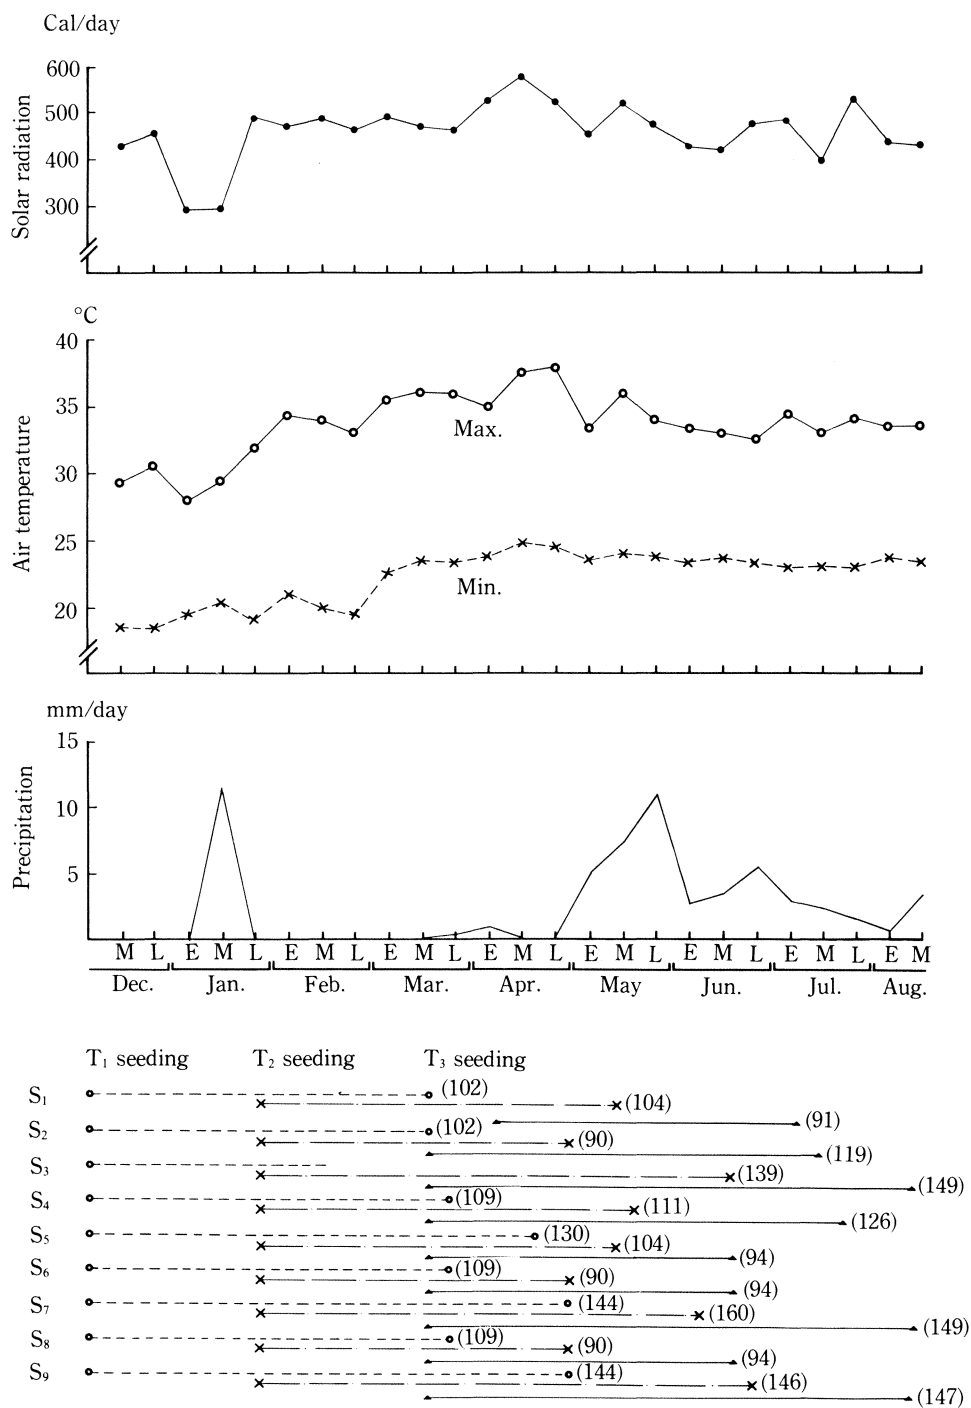 Cal/day
600
500
400
300
Solar radiation
°C
40
35
30
25
20
Air temperature
Max.
Min.
mm/day
15
10
5
Precipitation
M L E M L E M L E M L E M L E M L E M L E M L E M
Dec. Jan. Feb. Mar. Apr. May Jun. Jul. Aug.
T₁ seeding T₂ seeding T₃ seeding
S₁ (102)
(104)
(91)
S₂ (102)
(90)
(119)
S₃
(139)
(149)
S₄ (109)
(111)
(126)
S₅ (130)
(104)
(94)
S₆ (109)
(90)
(94)
S₇ (144)
(160)
(149)
S₈ (109)
(90)
(94)
S₉ (144)
(146)
(147)